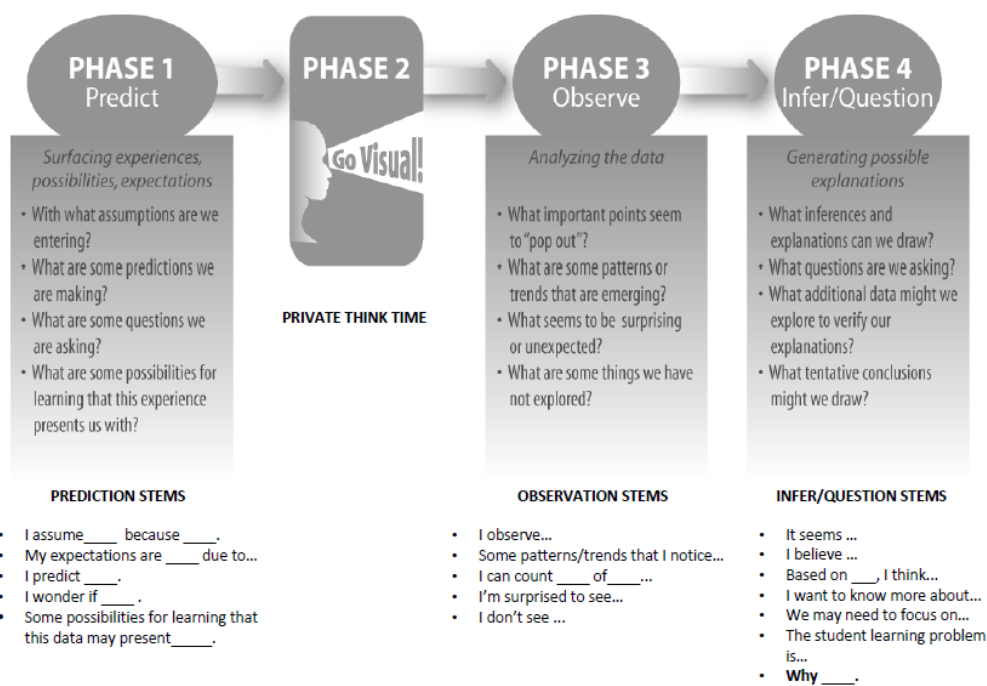 PHASE 1
Predict
Surfacing experiences,
possibilities, expectations
• With what assumptions are we
entering?
• What are some predictions we
are making?
• What are some questions we
are asking?
• What are some possibilities for
learning that this experience
presents us with?
PREDICTION STEMS
• I assume____ because ____.
• My expectations are ____ due to...
• I predict ____.
• I wonder if ____ .
• Some possibilities for learning that
this data may present_____.
PHASE 2
Go Visual!
PRIVATE THINK TIME
PHASE 3
Observe
Analyzing the data
• What important points seem
to “pop out”?
• What are some patterns or
trends that are emerging?
• What seems to be surprising
or unexpected?
• What are some things we have
not explored?
OBSERVATION STEMS
• I observe...
• Some patterns/trends that I notice...
• I can count ____ of____...
• I’m surprised to see...
• I don’t see ...
PHASE 4
Infer/Question
Generating possible
explanations
• What inferences and
explanations can we draw?
• What questions are we asking?
• What additional data might we
explore to verify our
explanations?
• What tentative conclusions
might we draw?
INFER/QUESTION STEMS
• It seems ...
• I believe ...
• Based on ___, I think...
• I want to know more about...
• We may need to focus on...
• The student learning problem
is...
• Why ____.